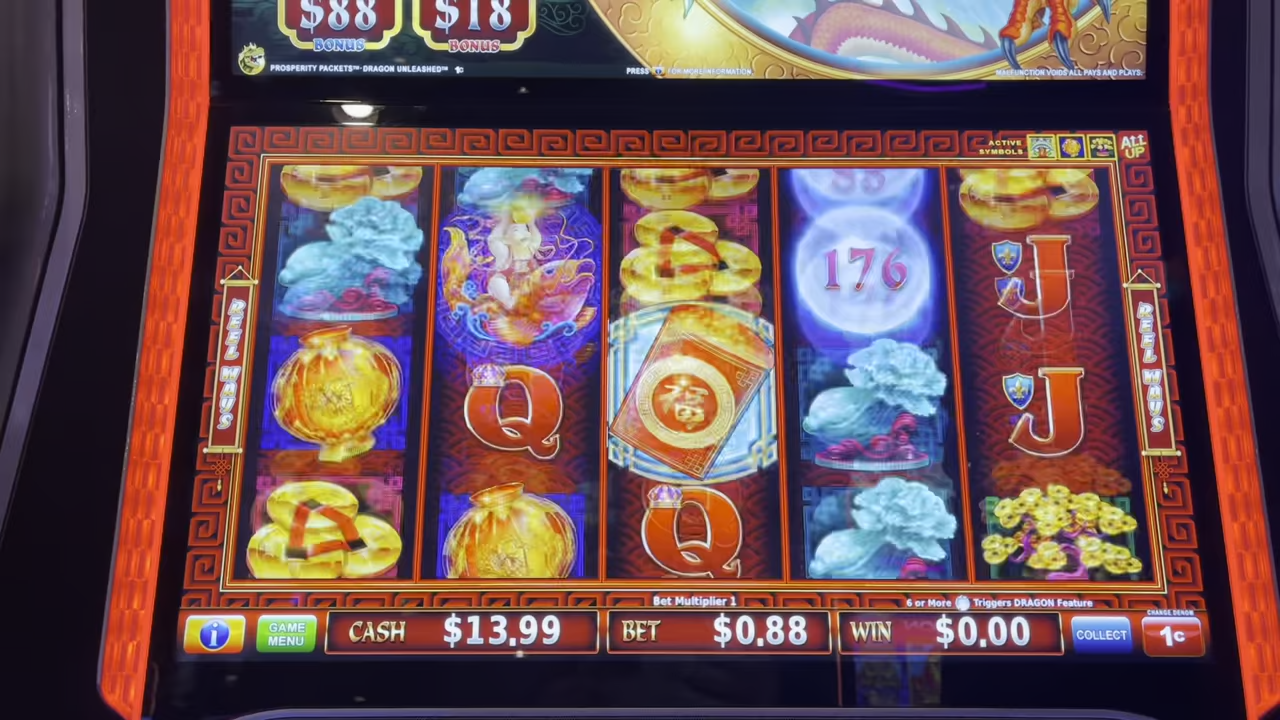 $88 $18
BONUS BONUS
PROSPERITY PACKETS™-DRAGON UNLEASHED™ 1¢
PRESS FOR MORE INFORMATION
MALFUNCTION VOIDS ALL PAYS AND PLAYS.
ACTIVE
SYMBOLS
ALL
UP
176
J
REEL WAYS
REEL WAYS
福
Q
J
Q
Bet Multiplier 1
6 or More Triggers DRAGON Feature
CHANGE DENOM
GAME
MENU
CASH $13.99
BET $0.88
WIN $0.00
COLLECT
1¢